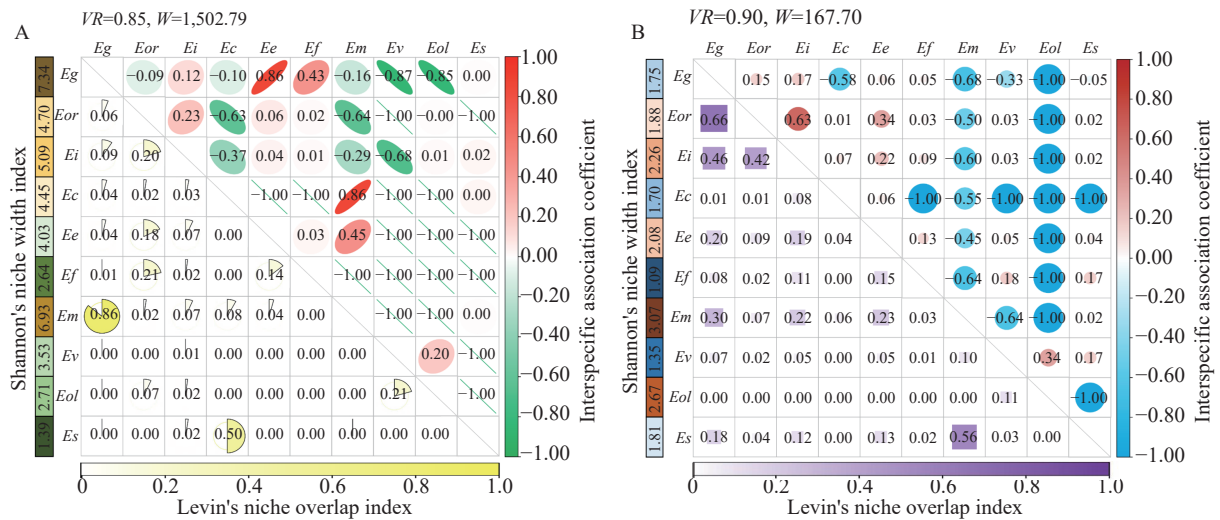 VR=0.85, W=1,502.79
A
Eg Eor Ei Ec Ee Ef Em Ev Eol Es
7.34 Eg −0.09 0.12 −0.10 0.86 0.43 −0.16 −0.87 −0.85 0.00
4.70 Eor 0.06 0.23 −0.63 0.06 0.02 −0.64 −1.00 −0.00 −1.00
5.09 Ei 0.09 0.20 −0.37 0.04 0.01 −0.29 −0.68 0.01 0.02
4.45 Ec 0.04 0.02 0.03 −1.00 −1.00 0.86 −1.00 −1.00 0.00
4.03 Ee 0.04 0.18 0.07 0.00 0.03 0.45 −1.00 −1.00 −1.00
2.64 Ef 0.01 0.21 0.02 0.00 0.14 −1.00 −1.00 −1.00 −1.00
6.93 Em 0.86 0.02 0.07 0.08 0.04 0.00 −1.00 −1.00 0.00
3.53 Ev 0.00 0.00 0.01 0.00 0.00 0.00 0.00 0.20 −1.00
2.71 Eol 0.00 0.07 0.02 0.00 0.00 0.00 0.00 0.21 −1.00
1.39 Es 0.00 0.00 0.02 0.50 0.00 0.00 0.00 0.00 0.00
Shannon's niche width index
1.00
0.80
0.60
0.40
0.20
0.00
−0.20
−0.40
−0.60
−0.80
−1.00
Interspecific association coefficient
0 0.2 0.4 0.6 0.8 1.0
Levin's niche overlap index
VR=0.90, W=167.70
B
Eg Eor Ei Ec Ee Ef Em Ev Eol Es
1.75 Eg 0.15 0.17 −0.58 0.06 0.05 −0.68 −0.33 −1.00 −0.05
1.88 Eor 0.66 0.63 0.01 0.34 0.02 −0.50 0.03 −1.00 0.02
2.26 Ei 0.46 0.42 0.07 0.22 0.09 −0.60 0.03 −1.00 0.02
1.70 Ec 0.01 0.01 0.08 0.06 −1.00 −0.55 −1.00 −1.00 −1.00
2.08 Ee 0.20 0.09 0.19 0.04 0.13 −0.45 0.05 −1.00 0.04
1.09 Ef 0.08 0.02 0.11 0.00 0.15 −0.64 0.18 −1.00 0.17
3.07 Em 0.30 0.07 0.22 0.06 0.23 0.03 −0.64 −1.00 0.02
1.35 Ev 0.07 0.02 0.05 0.00 0.05 0.01 0.10 0.34 0.17
2.67 Eol 0.00 0.00 0.00 0.00 0.00 0.00 0.00 0.11 −1.00
1.81 Es 0.18 0.04 0.12 0.00 0.13 0.02 0.56 0.03 0.00
Shannon's niche width index
1.00
0.80
0.60
0.40
0.20
0.00
−0.20
−0.40
−0.60
−0.80
−1.00
Interspecific association coefficient
0 0.2 0.4 0.6 0.8 1.0
Levin's niche overlap index